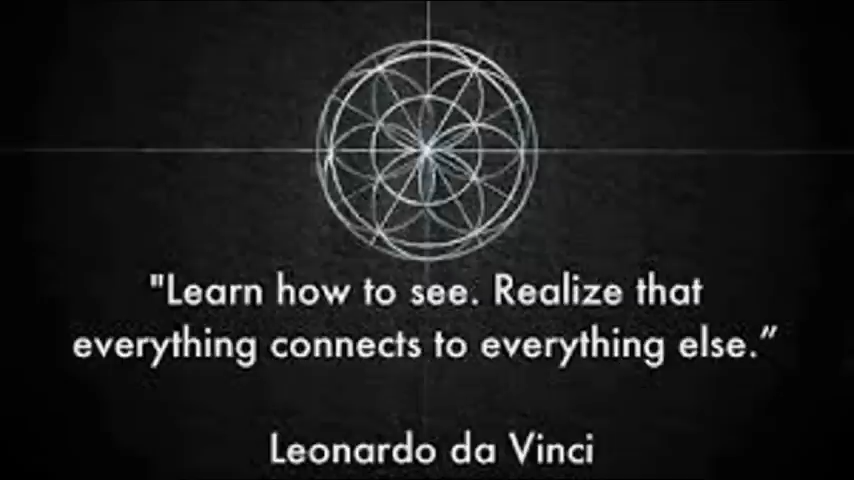 "Learn how to see. Realize that
everything connects to everything else.”
Leonardo da Vinci